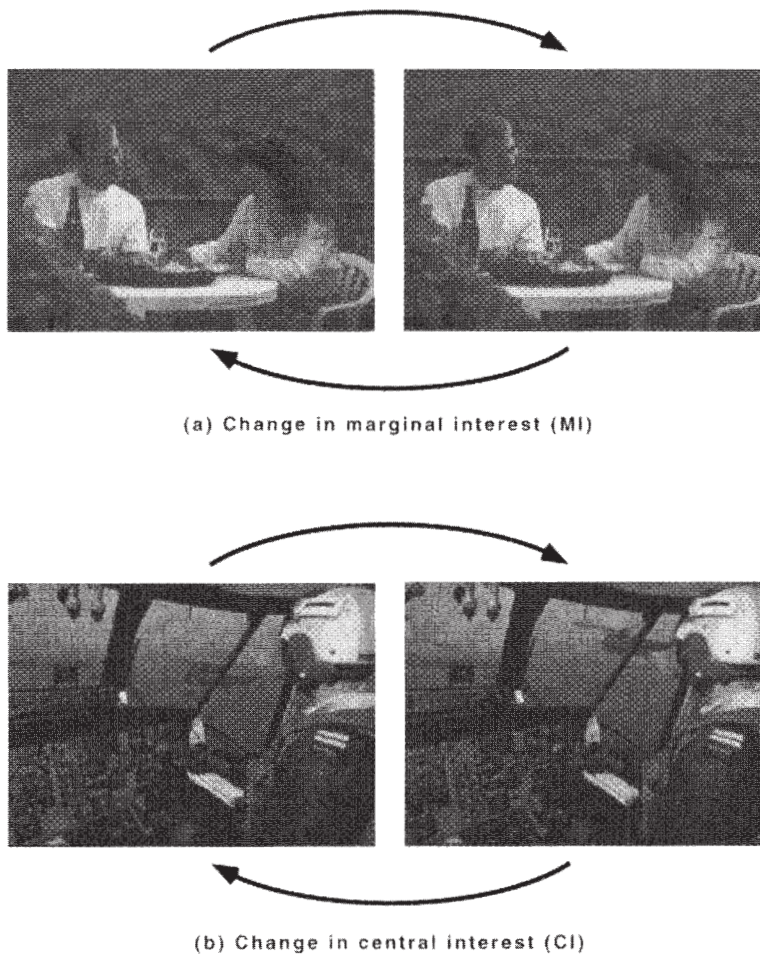 (a) Change in marginal interest (MI)
(b) Change in central interest (CI)